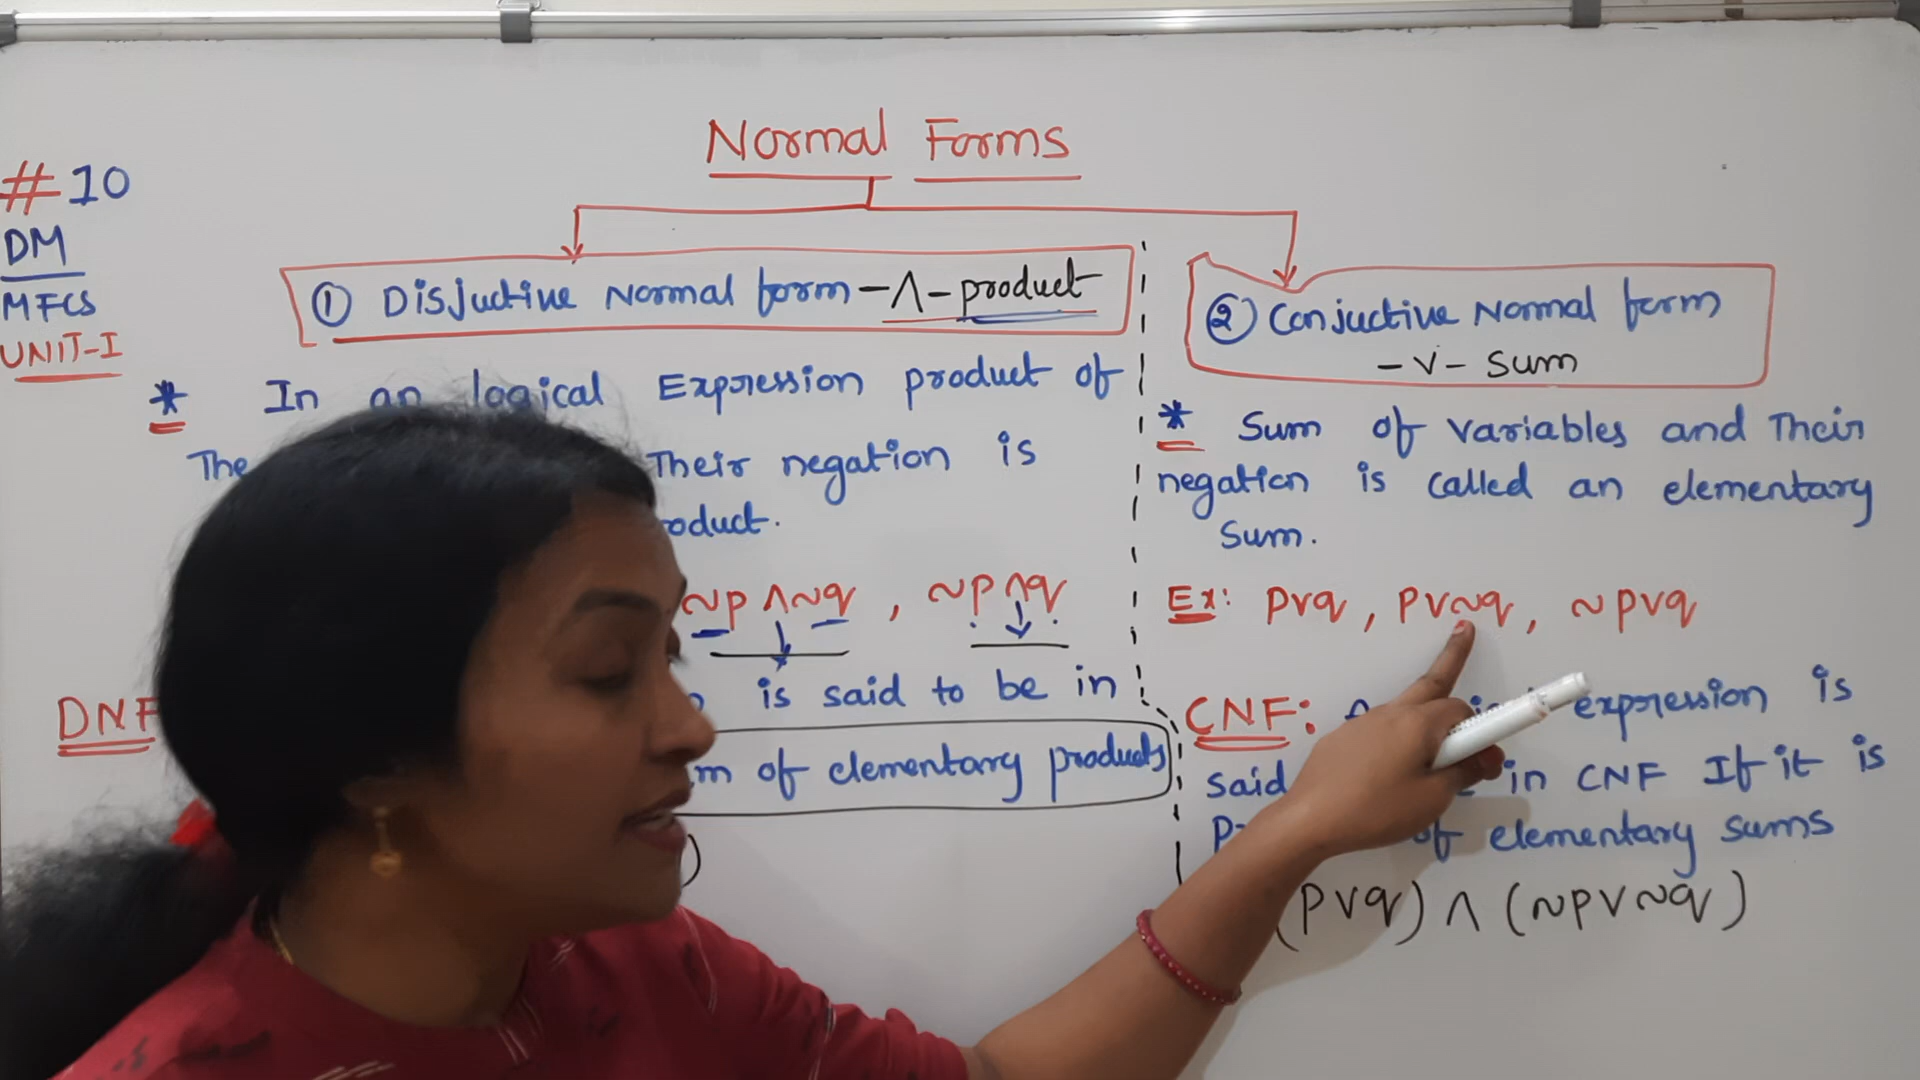 Normal Forms
#10
DM
MFCS
UNIT-I
① Disjuctive Normal form - ∧ - product
* In an logical Expression product of
The Their negation is
oduct.
~p ∧ ~q , ~p ∧ q
DNF is said to be in
m of elementary products
)
② Conjuctive Normal form
- v - sum
* Sum of variables and Their
negation is called an elementary
Sum.
Ex: p v q , p v ~q , ~p v q
CNF: expression is
said in CNF If it is
of elementary sums
(p v q) ∧ (~p v ~q)